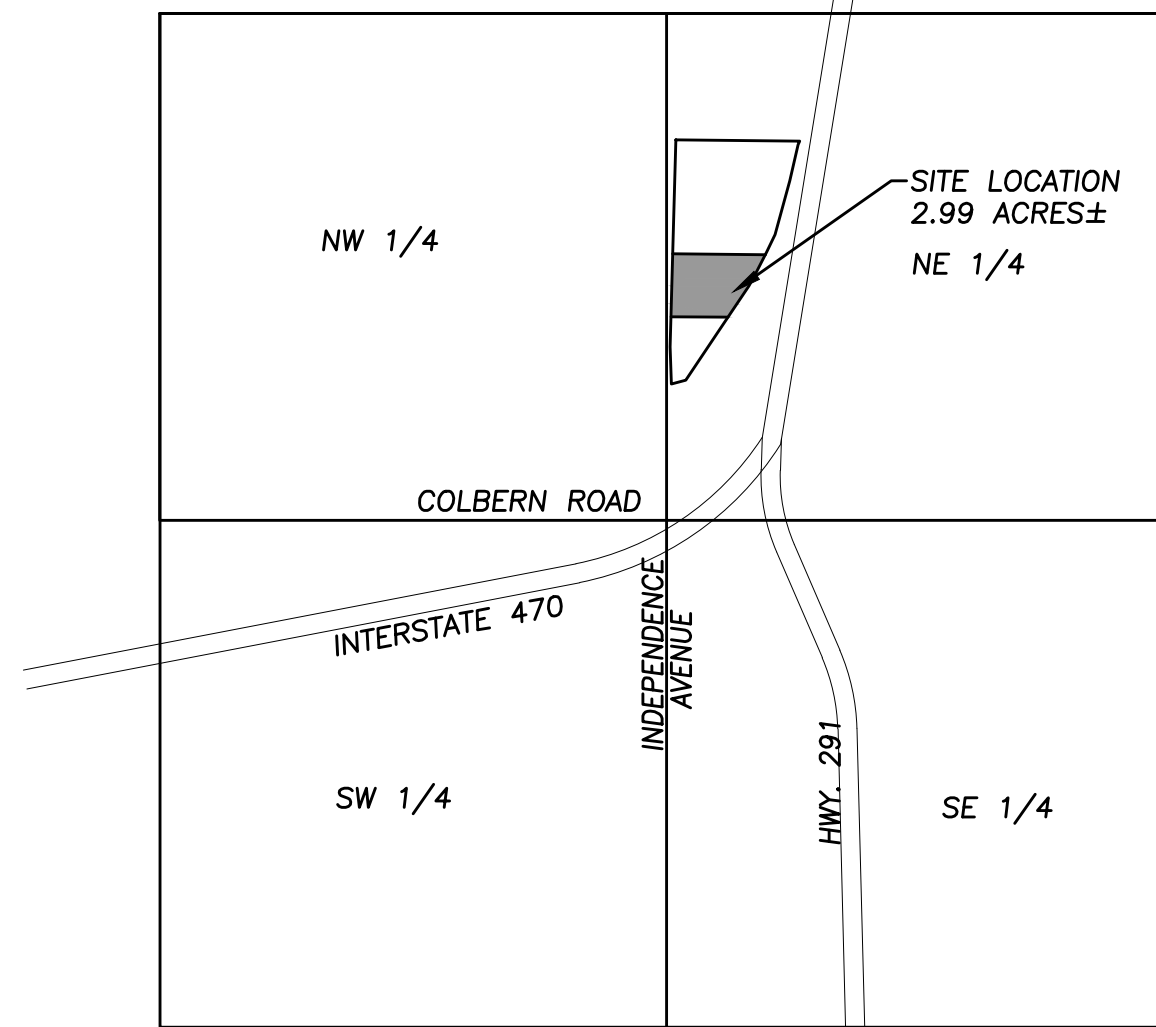 SITE LOCATION
2.99 ACRES±
NW 1/4
NE 1/4
COLBERN ROAD
INTERSTATE 470
INDEPENDENCE
AVENUE
HWY. 291
SW 1/4
SE 1/4